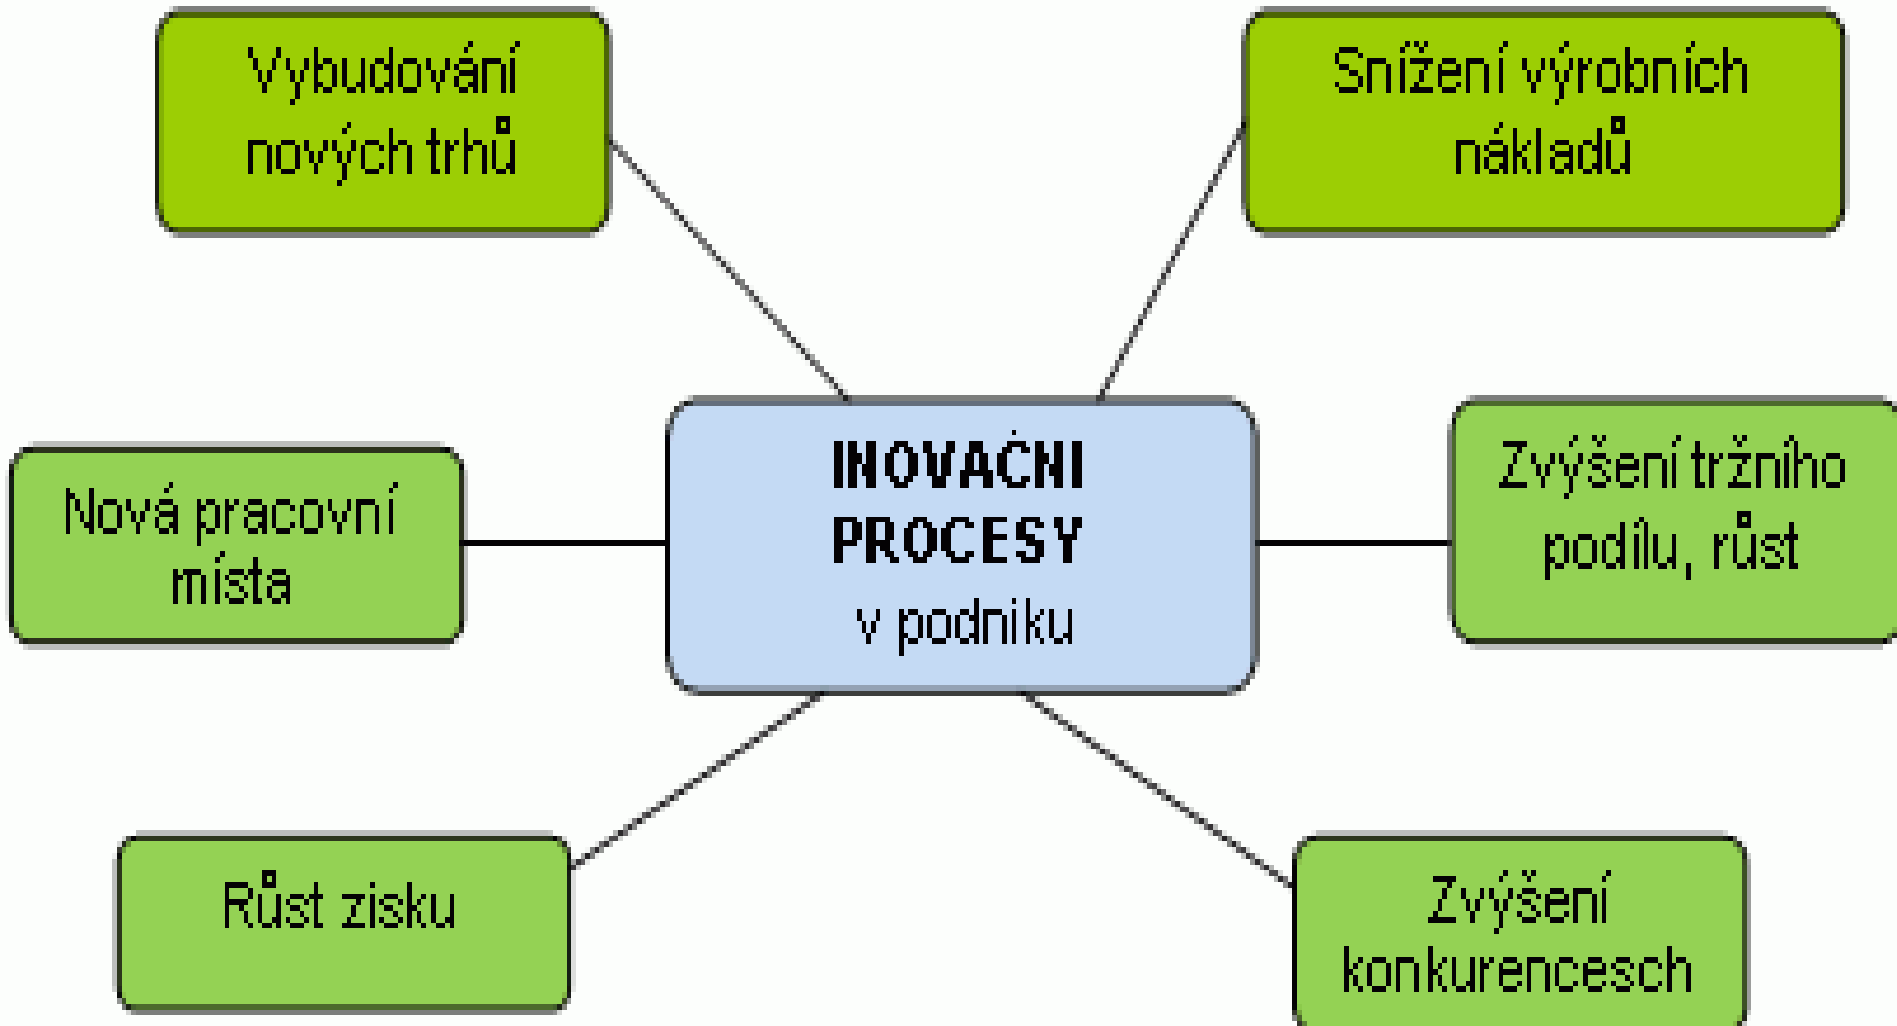 Vybudování
nových trhů
Snížení výrobních
nákladů
INOVAČNI
PROCESY
v podniku
Nová pracovní
místa
Zvýšení tržního
podílu, růst
Růst zisku
Zvýšení
konkurencesch